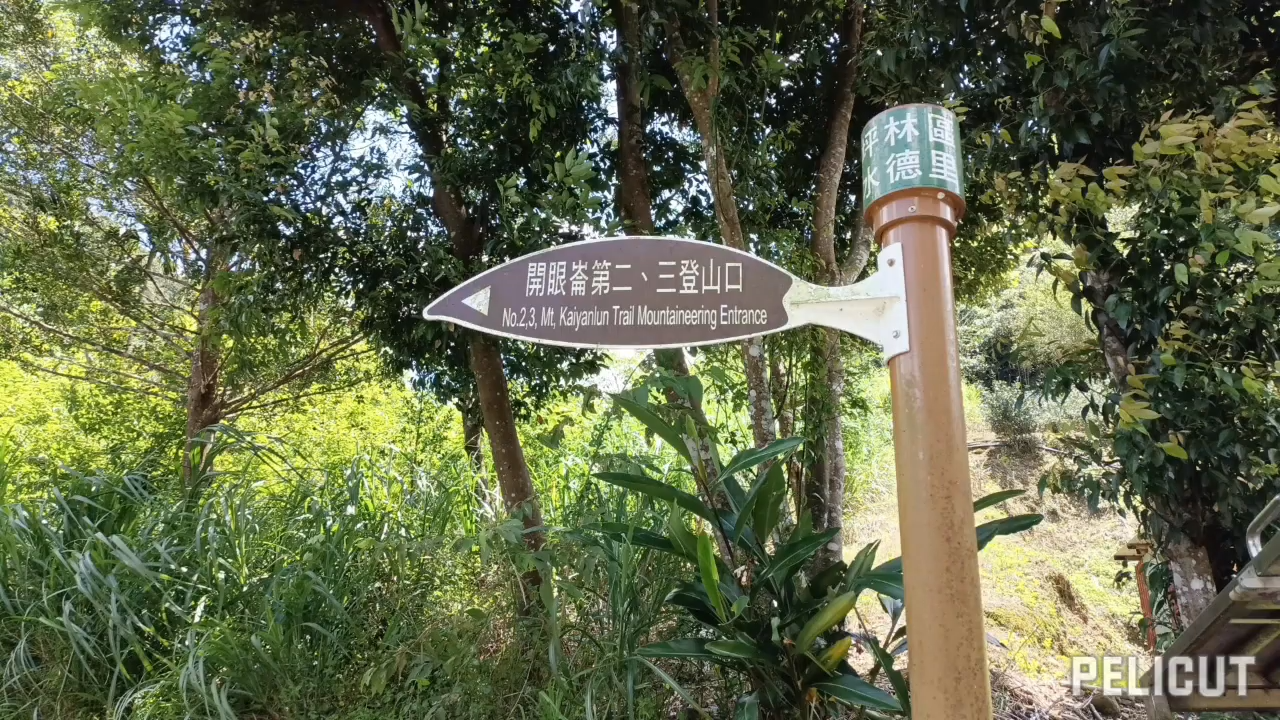 開眼崙第二、三登山口
No.2,3, Mt, Kaiyanlun Trail Mountaineering Entrance
坪林區
水德里
PELICUT